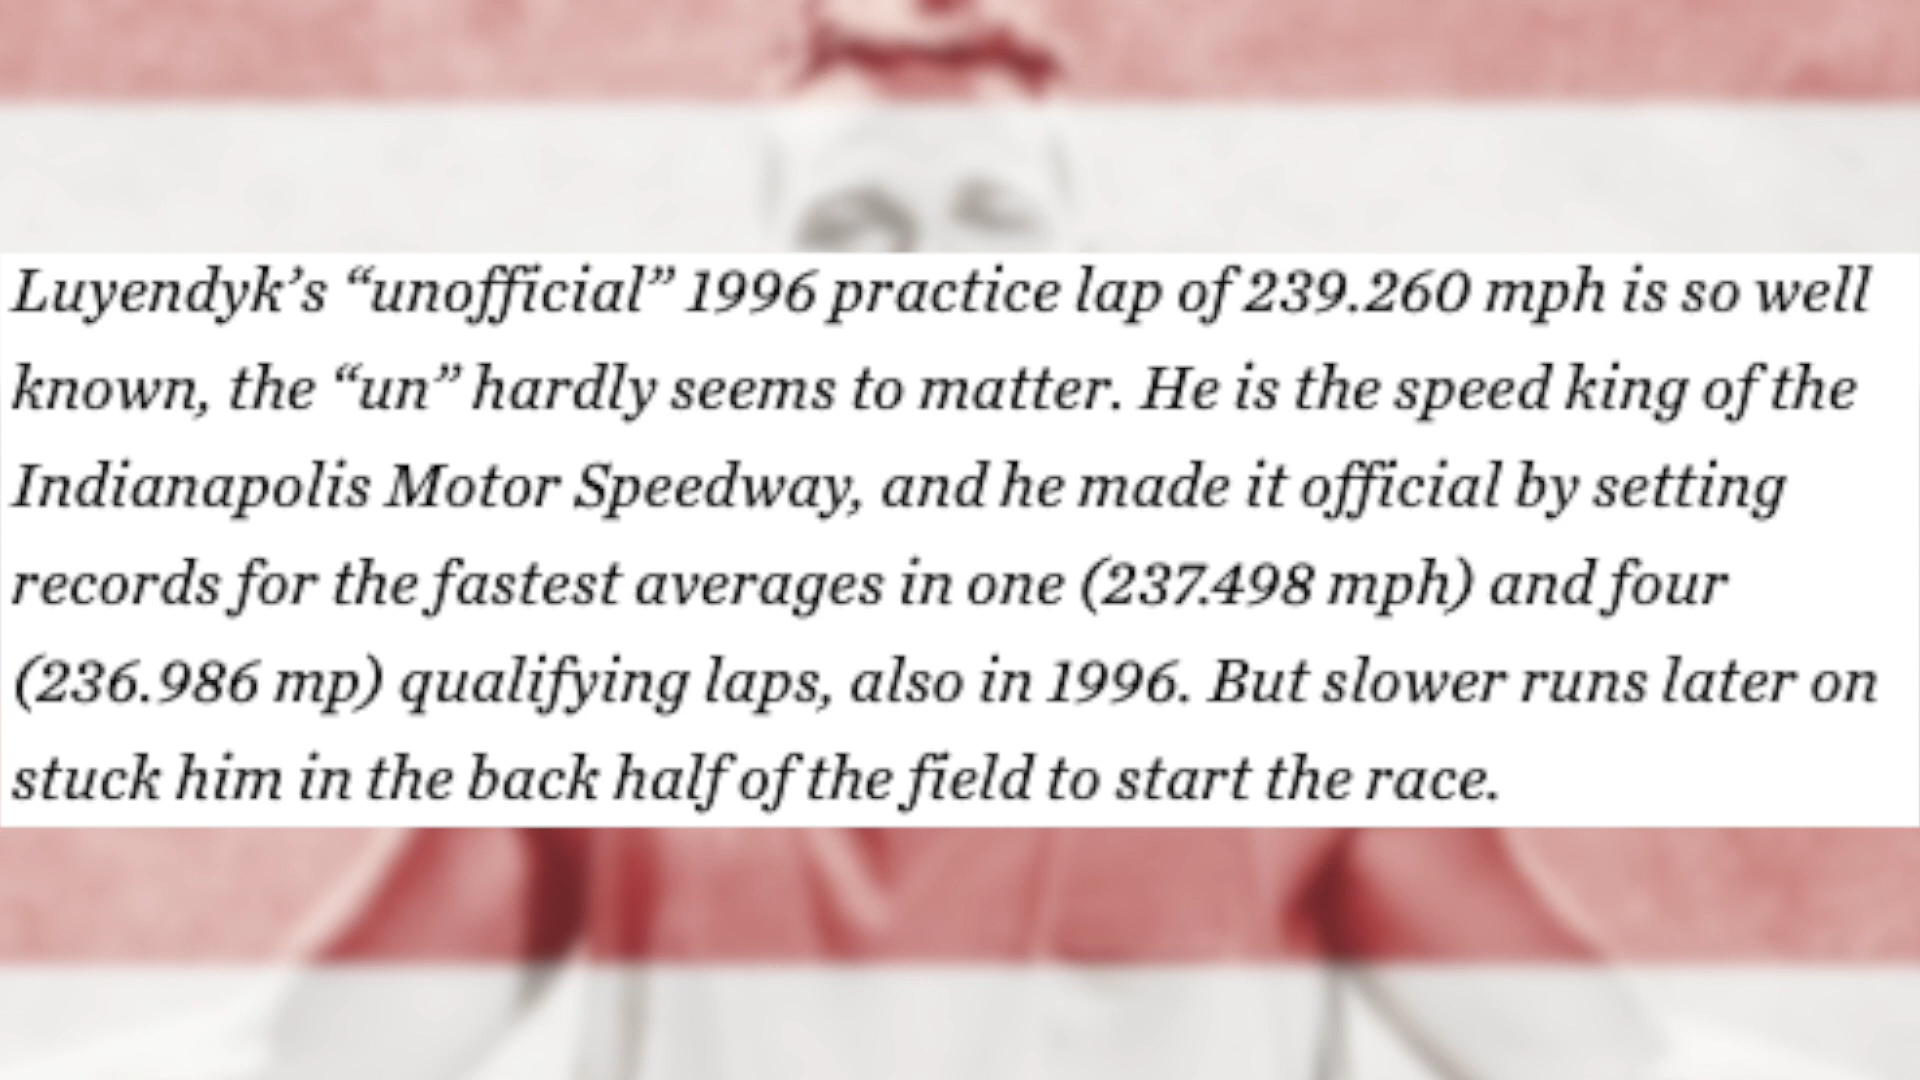 Luyendyk’s “unofficial” 1996 practice lap of 239.260 mph is so well
known, the “un” hardly seems to matter. He is the speed king of the
Indianapolis Motor Speedway, and he made it official by setting
records for the fastest averages in one (237.498 mph) and four
(236.986 mp) qualifying laps, also in 1996. But slower runs later on
stuck him in the back half of the field to start the race.